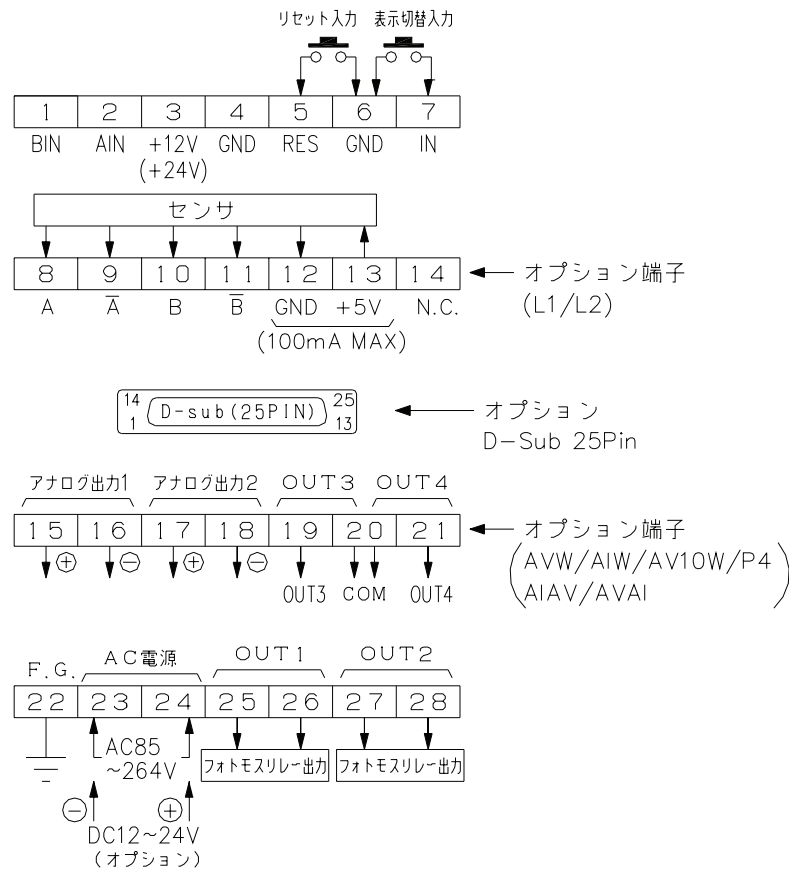 リセット入力 表示切替入力
1 2 3 4 5 6 7
BIN AIN +12V GND RES GND IN
(+24V)
センサ
8 9 10 11 12 13 14
オプション端子
A A̅ B B̅ GND +5V N.C.
(L1/L2)
(100mA MAX)
14 D-sub(25PIN) 25
1 13
オプション
D-Sub 25Pin
アナログ出力1 アナログ出力2 OUT3 OUT4
15 16 17 18 19 20 21
オプション端子
⊕ ⊖ ⊕ ⊖
(AVW/AIW/AV10W/P4
AIAV/AVAI)
OUT3 COM OUT4
F.G. AC電源 OUT1 OUT2
22 23 24 25 26 27 28
AC85
~264V
フォトモスリレー出力 フォトモスリレー出力
⊖ ⊕
DC12~24V
(オプション)